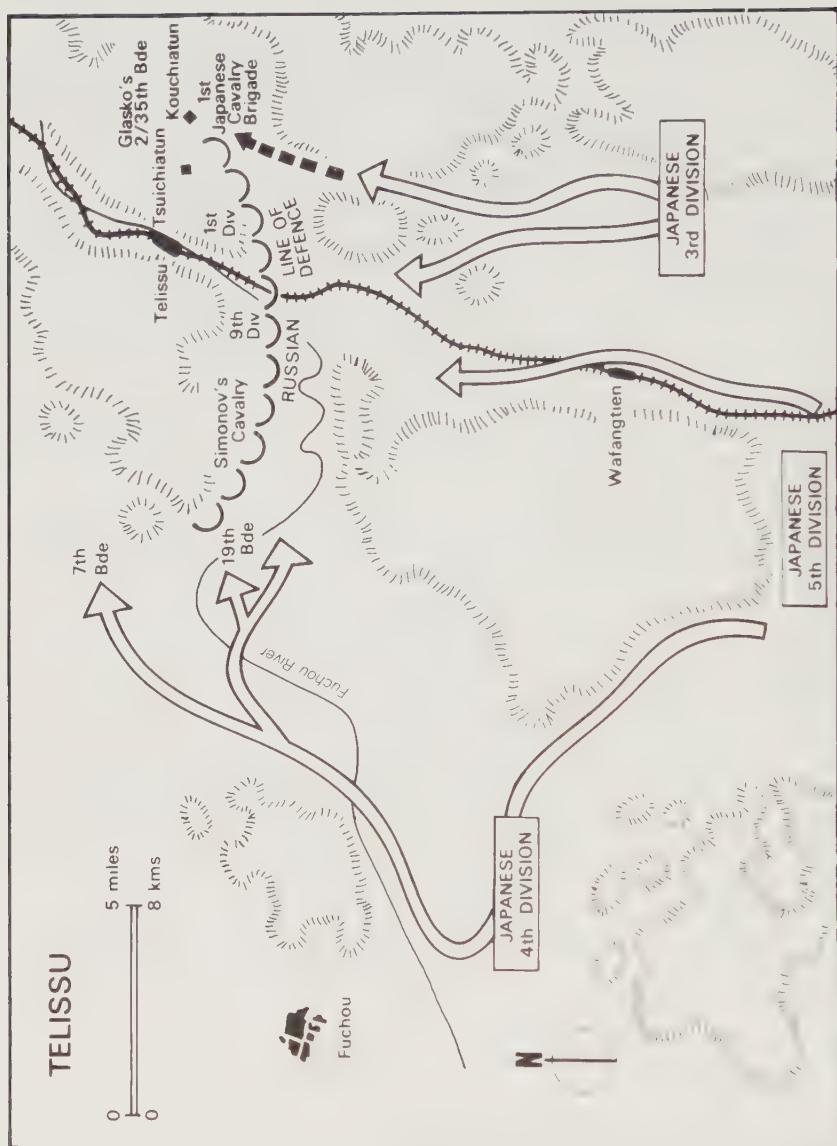 TELISSU
0 5 miles
0 8 kms
Fuchou
N
JAPANESE
4th DIVISION
Fuchou River
7th
Bde
19th
Bde
Simonov's
Cavalry
9th Div
RUSSIAN
LINE OF
DEFENCE
1st Div
Telissu
Tsuichiatun
Glasko's
2/35th Bde
Kouchiatun
1st
Japanese
Cavalry
Brigade
Wafangtien
JAPANESE
5th DIVISION
JAPANESE
3rd DIVISION